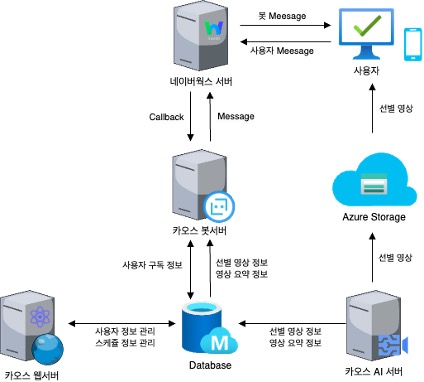 봇 Meessage
사용자 Meessage
네이버웍스 서버
사용자
Callback
Message
선별 영상
카오스 봇서버
Azure Storage
사용자 구독 정보
선별 영상 정보
영상 요약 정보
선별 영상
M
사용자 정보 관리
스케쥴 정보 관리
선별 영상 정보
영상 요약 정보
카오스 웹서버
Database
카오스 AI 서버